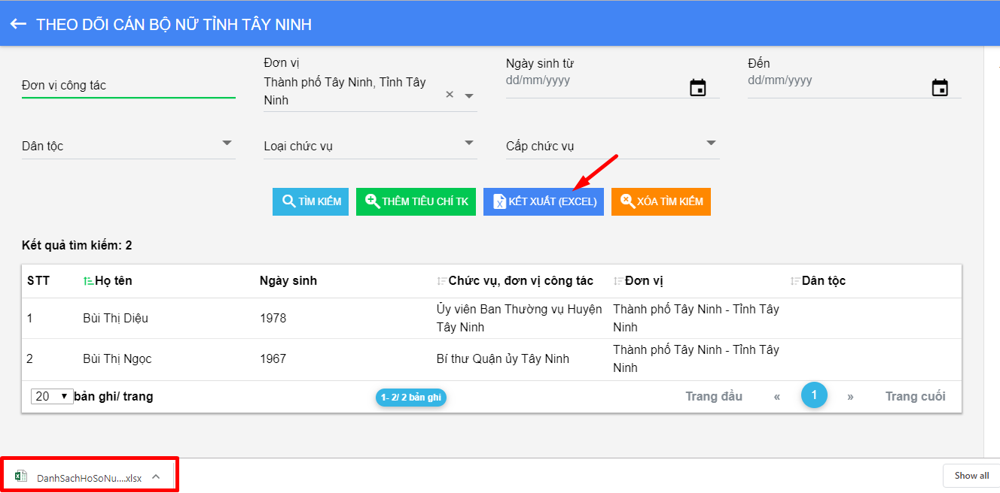 THEO DÕI CÁN BỘ NỮ TỈNH TÂY NINH
Đơn vị công tác
Đơn vị
Thành phố Tây Ninh, Tỉnh Tây
Ninh
Ngày sinh từ
dd/mm/yyyy
Đến
dd/mm/yyyy
Dân tộc
Loại chức vụ
Cấp chức vụ
TÌM KIẾM
THÊM TIÊU CHÍ TK
KẾT XUẤT (EXCEL)
XÓA TÌM KIẾM
Kết quả tìm kiếm: 2
STT Họ tên Ngày sinh Chức vụ, đơn vị công tác Đơn vị Dân tộc
1 Bùi Thị Diệu 1978 Ủy viên Ban Thường vụ Huyện Thành phố Tây Ninh - Tỉnh Tây
Tây Ninh Ninh
2 Bùi Thị Ngọc 1967 Bí thư Quận ủy Tây Ninh Thành phố Tây Ninh - Tỉnh Tây
Ninh
20 bản ghi/ trang 1- 2/ 2 bản ghi Trang đầu « 1 » Trang cuối
DanhSachHoSoNu....xlsx
Show all